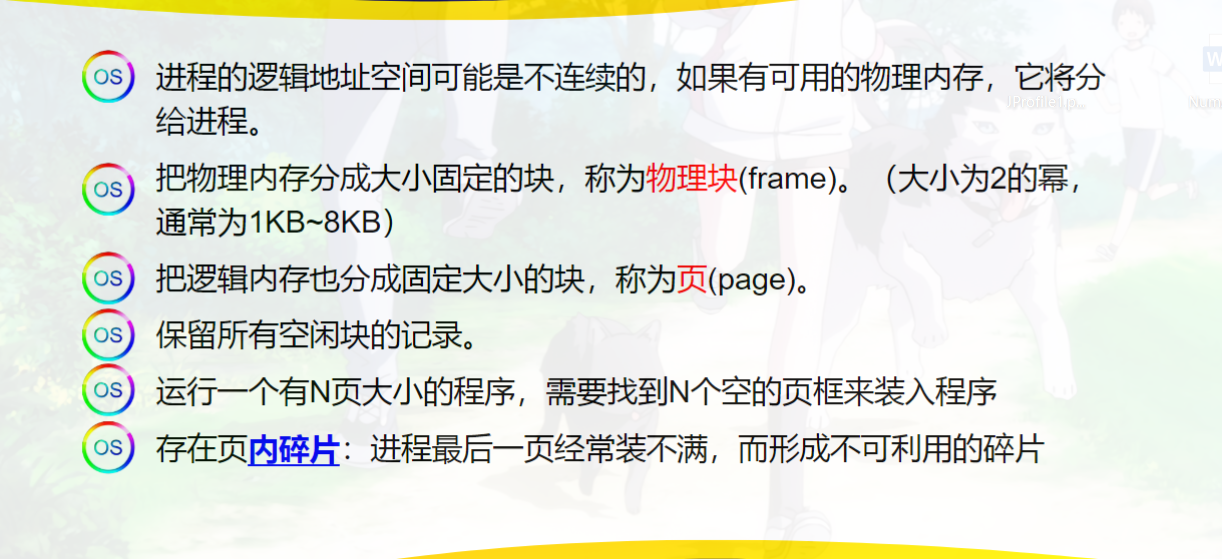 OS 进程的逻辑地址空间可能是不连续的，如果有可用的物理内存，它将分
给进程。
OS 把物理内存分成大小固定的块，称为物理块(frame)。（大小为2的幂，
通常为1KB~8KB）
OS 把逻辑内存也分成固定大小的块，称为页(page)。
OS 保留所有空闲块的记录。
OS 运行一个有N页大小的程序，需要找到N个空的页框来装入程序
OS 存在页内碎片：进程最后一页经常装不满，而形成不可利用的碎片